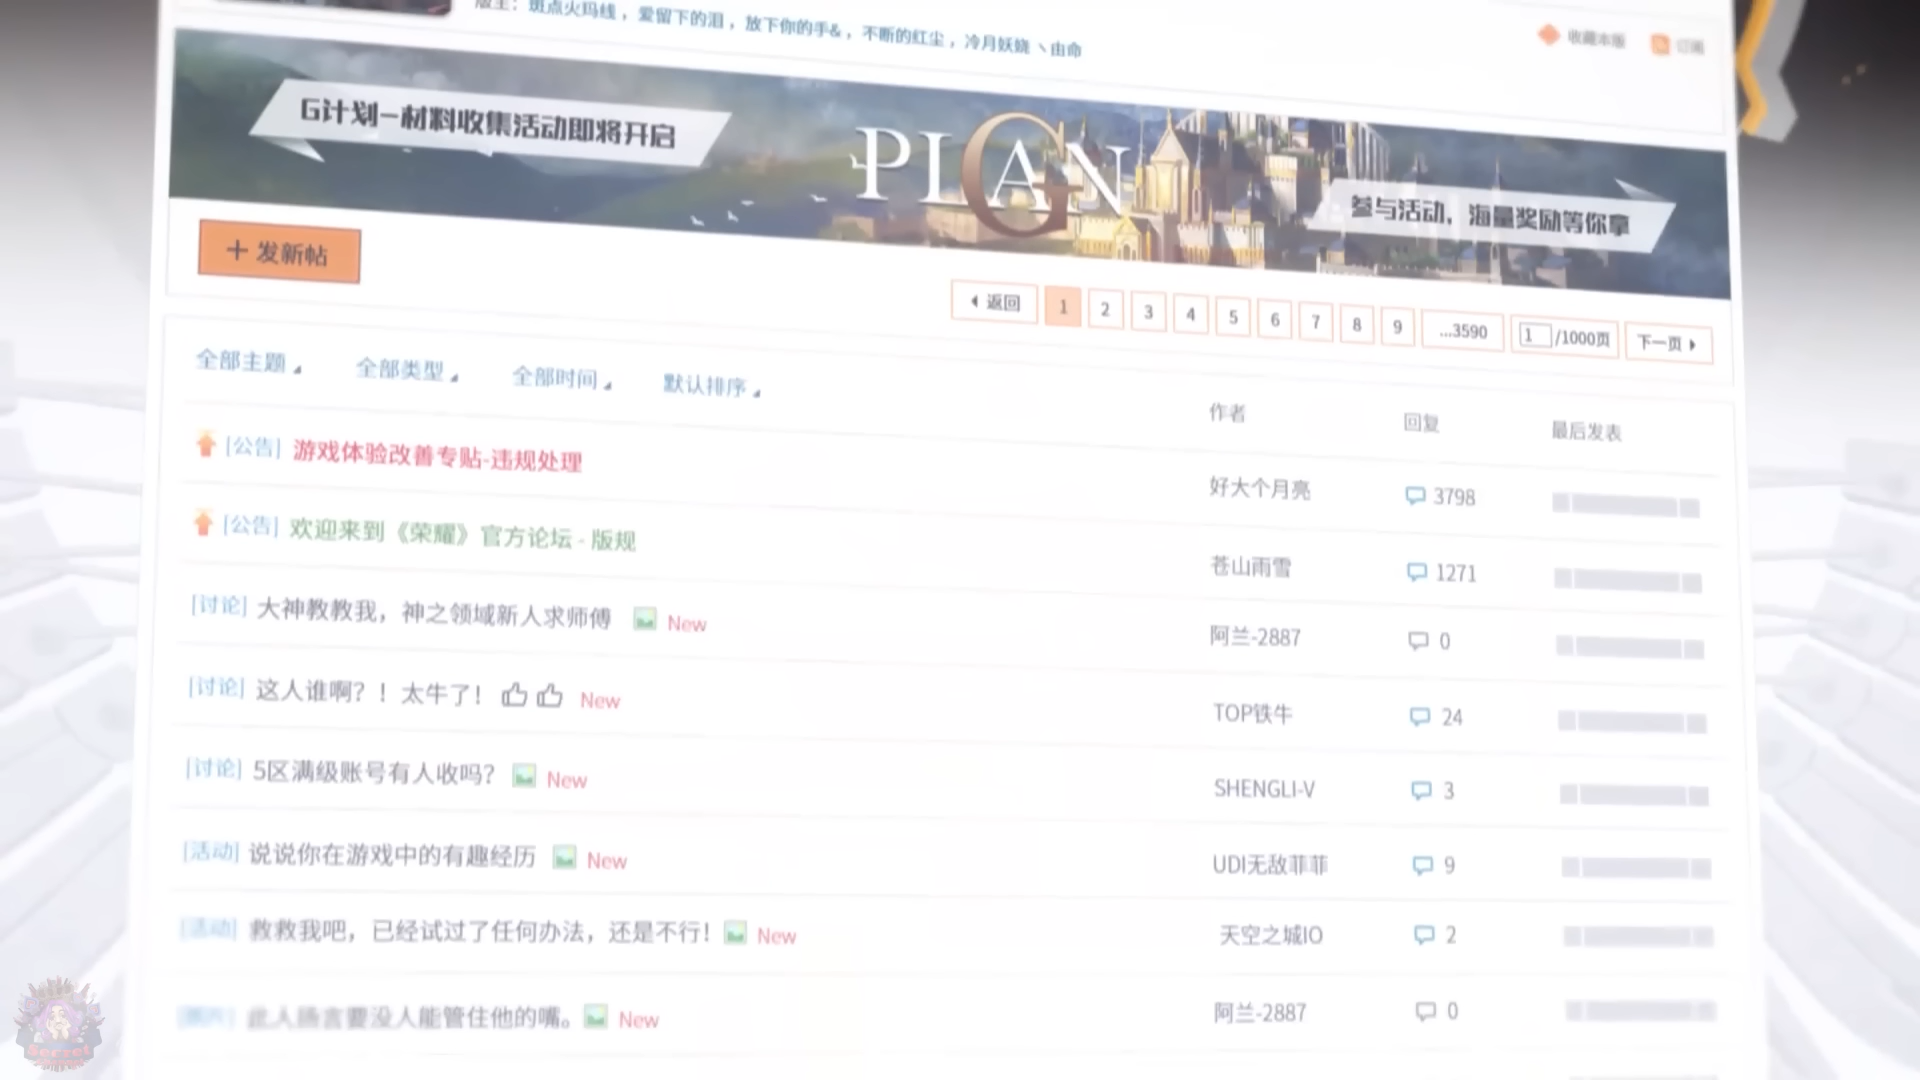 版主：斑点火玛线，爱留下的泪，放下你的手&，不断的红尘，冷月妖娆丶由命
收藏本版 订阅
G计划-材料收集活动即将开启
PLAN
G
参与活动，海量奖励等你拿
+ 发新帖
返回 1 2 3 4 5 6 7 8 9 ...3590 1 /1000页 下一页
全部主题 全部类型 全部时间 默认排序
作者 回复 最后发表
[公告] 游戏体验改善专贴-违规处理 好大个月亮 3798
[公告] 欢迎来到《荣耀》官方论坛 - 版规 苍山雨雪 1271
[讨论] 大神教教我，神之领域新人求师傅 New 阿兰-2887 0
[讨论] 这人谁啊？！太牛了！ New TOP铁牛 24
[讨论] 5区满级账号有人收吗？ New SHENGLI-V 3
[活动] 说说你在游戏中的有趣经历 New UDI无敌菲菲 9
[活动] 救救我吧，已经试过了任何办法，还是不行！ New 天空之城IO 2
此人扬言要没人能管住他的嘴。 New 阿兰-2887 0
Secret